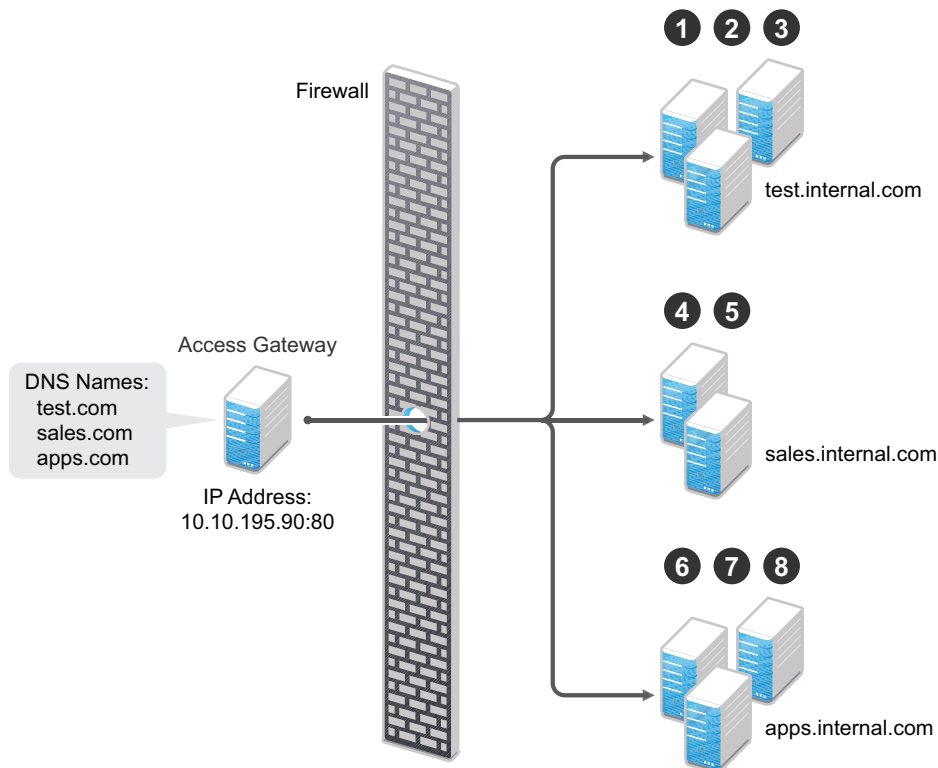 1 2 3
Firewall
test.internal.com
4 5
Access Gateway
DNS Names:
test.com
sales.com
apps.com
sales.internal.com
IP Address:
10.10.195.90:80
6 7 8
apps.internal.com